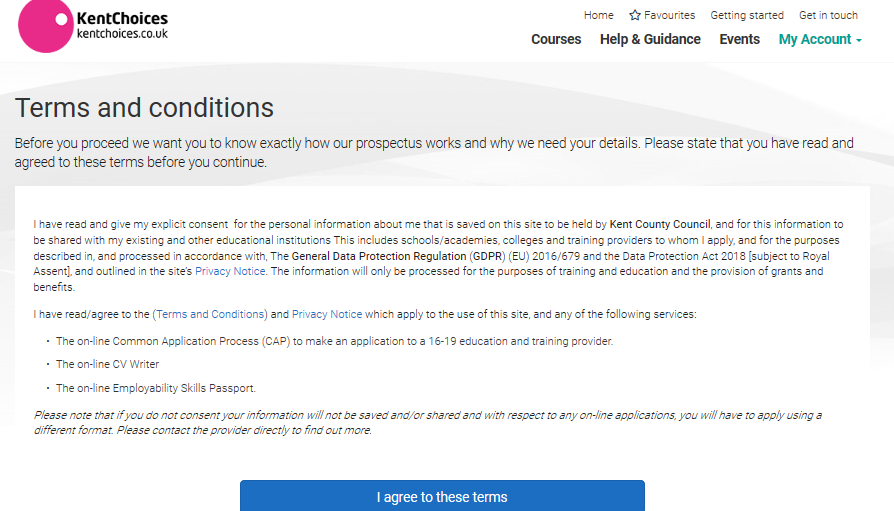 KentChoices
kentchoices.co.uk
Home Favourites Getting started Get in touch
Courses Help & Guidance Events My Account
Terms and conditions
Before you proceed we want you to know exactly how our prospectus works and why we need your details. Please state that you have read and
agreed to these terms before you continue.
I have read and give my explicit consent for the personal information about me that is saved on this site to be held by Kent County Council, and for this information to
be shared with my existing and other educational institutions This includes schools/academies, colleges and training providers to whom I apply, and for the purposes
described in, and processed in accordance with, The General Data Protection Regulation (GDPR) (EU) 2016/679 and the Data Protection Act 2018 [subject to Royal
Assent], and outlined in the site's Privacy Notice. The information will only be processed for the purposes of training and education and the provision of grants and
benefits.
I have read/agree to the (Terms and Conditions) and Privacy Notice which apply to the use of this site, and any of the following services:
• The on-line Common Application Process (CAP) to make an application to a 16-19 education and training provider.
• The on-line CV Writer
• The on-line Employability Skills Passport.
Please note that if you do not consent your information will not be saved and/or shared and with respect to any on-line applications, you will have to apply using a
different format. Please contact the provider directly to find out more.
I agree to these terms